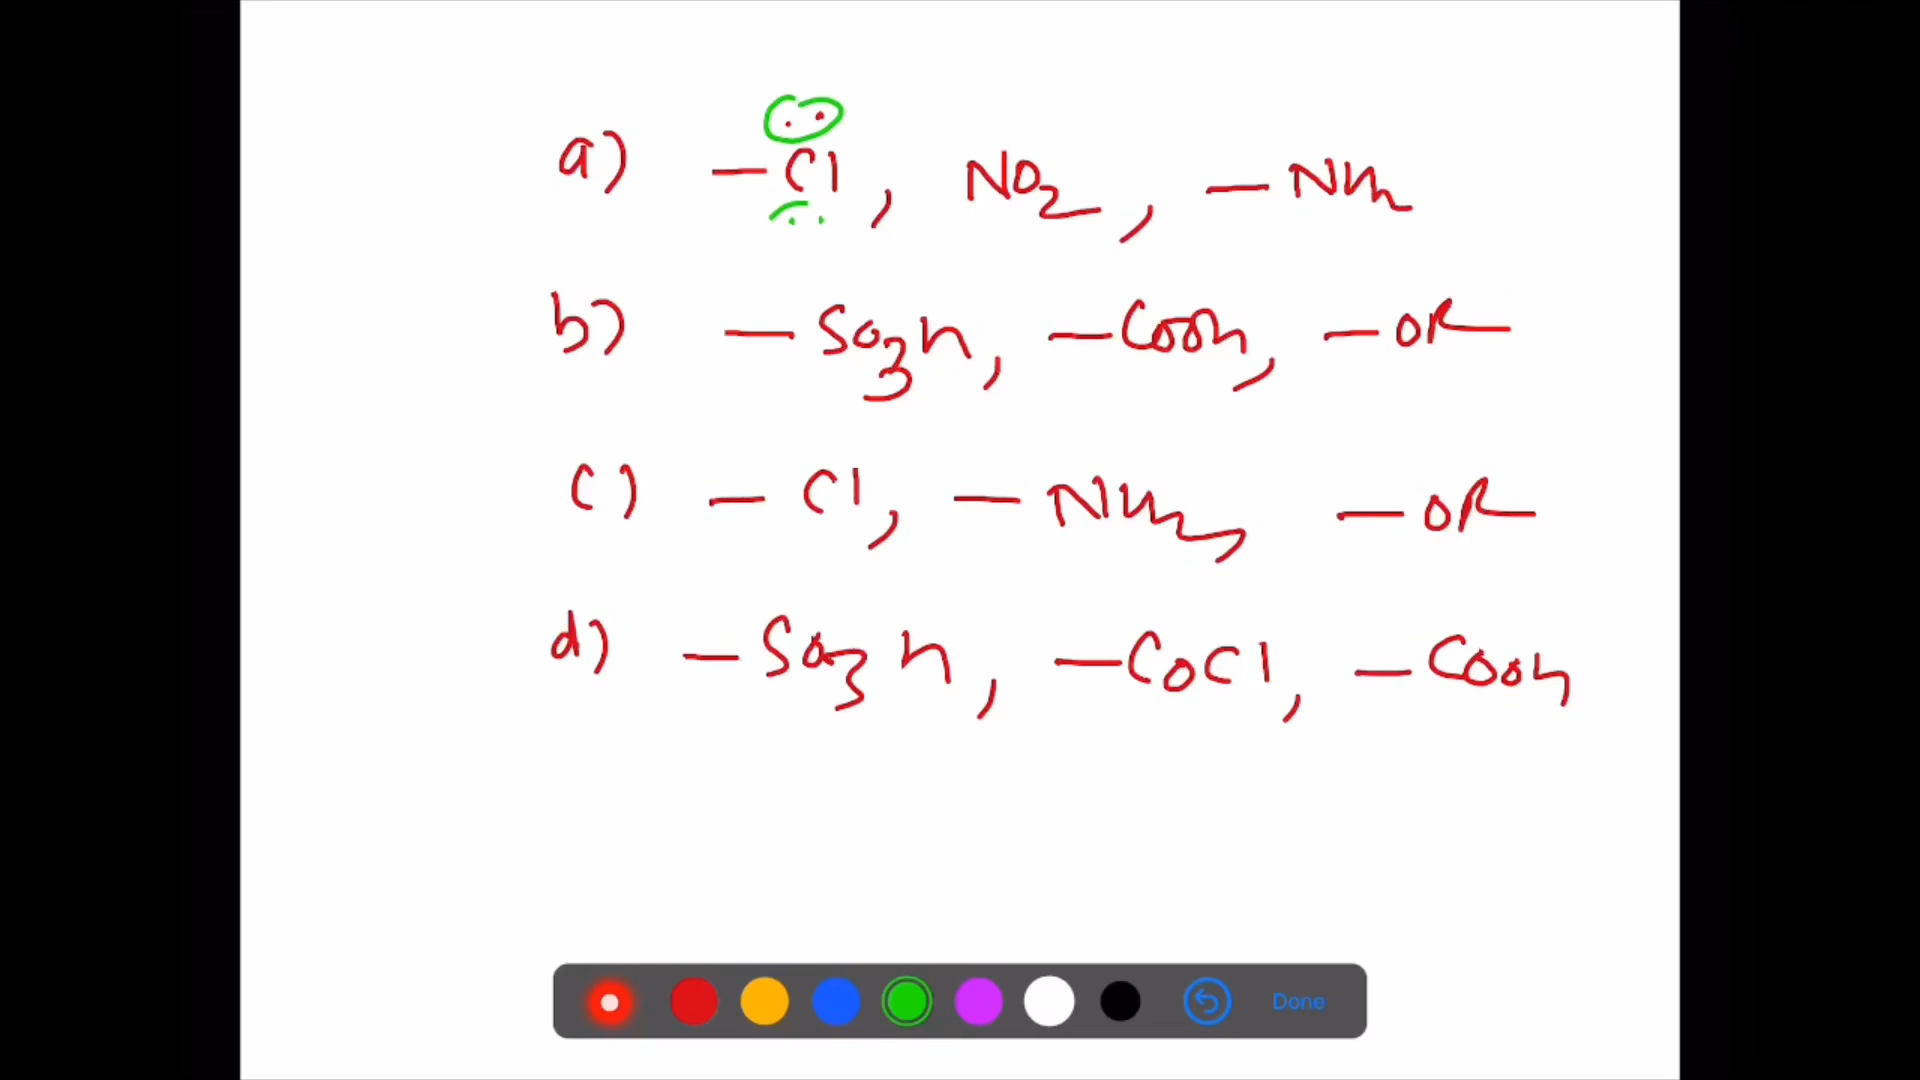 a) –Cl, NO2, –NH2
b) –SO3H, –COOH, –OR
c) –Cl, –NH2, –OR
d) –SO3H, –COCl, –COOH
Done